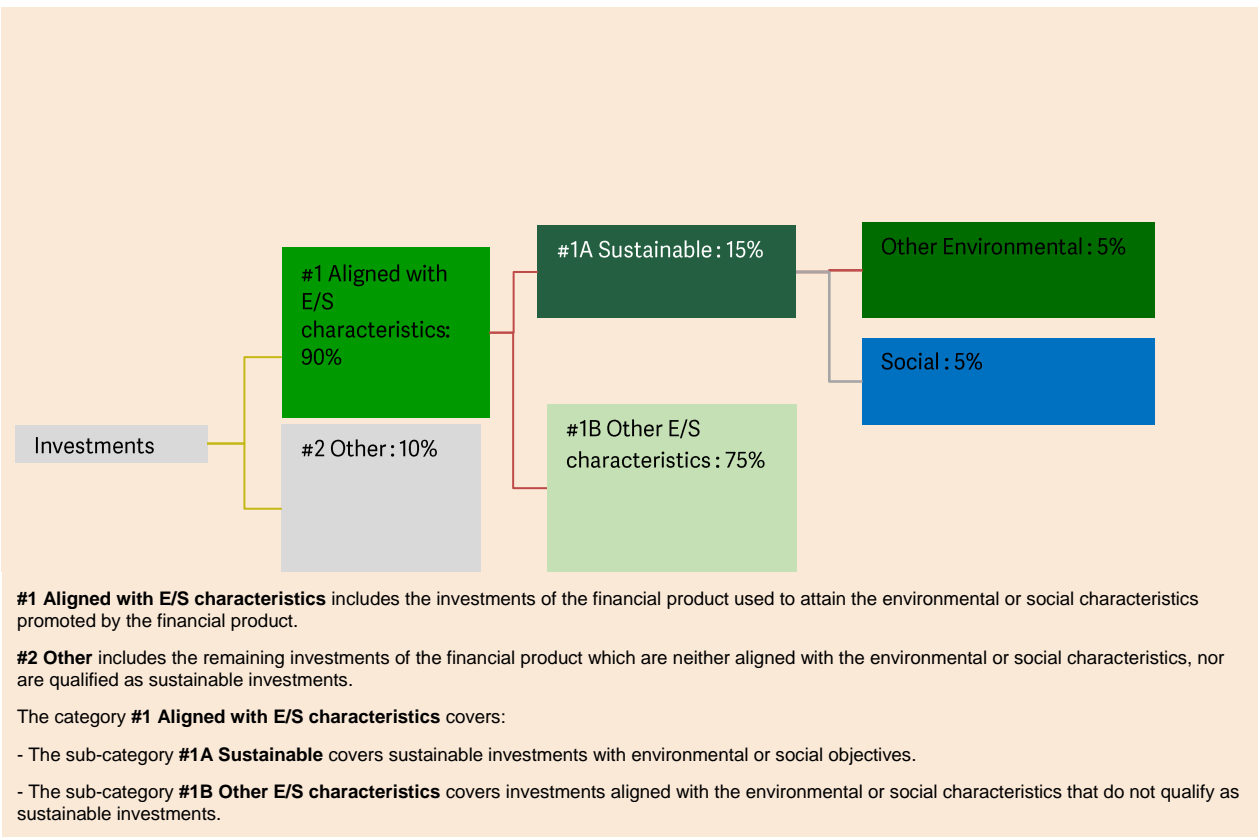 #1A Sustainable : 15%
Other Environmental : 5%
#1 Aligned with
E/S
characteristics:
90%
Social : 5%
#1B Other E/S
characteristics : 75%
Investments
#2 Other : 10%
#1 Aligned with E/S characteristics includes the investments of the financial product used to attain the environmental or social characteristics
promoted by the financial product.
#2 Other includes the remaining investments of the financial product which are neither aligned with the environmental or social characteristics, nor
are qualified as sustainable investments.
The category #1 Aligned with E/S characteristics covers:
- The sub-category #1A Sustainable covers sustainable investments with environmental or social objectives.
- The sub-category #1B Other E/S characteristics covers investments aligned with the environmental or social characteristics that do not qualify as
sustainable investments.